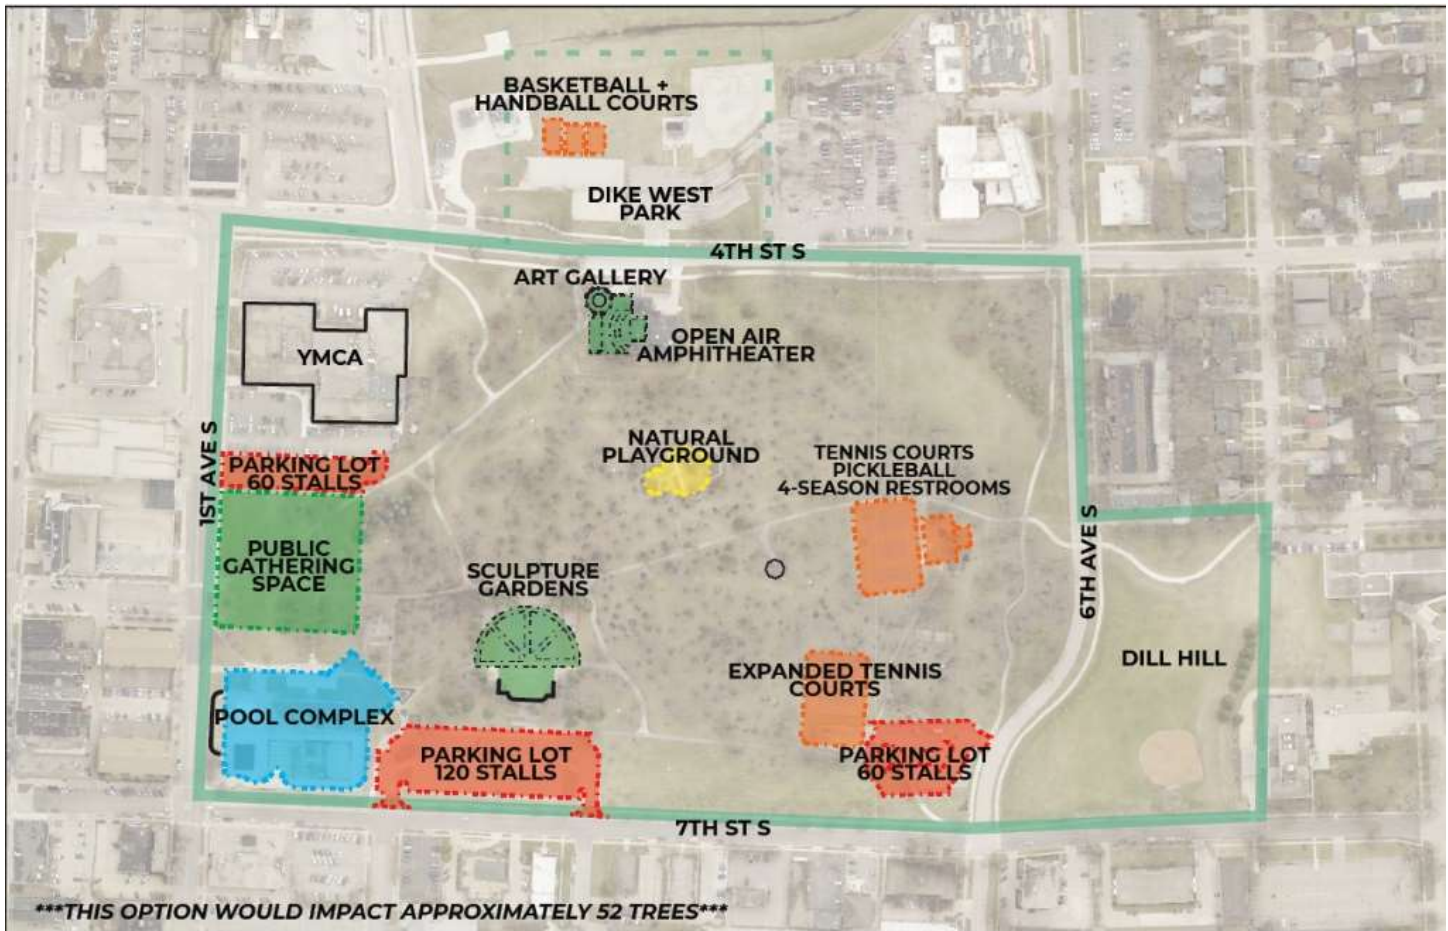 BASKETBALL +
HANDBALL COURTS
DIKE WEST
PARK
4TH ST S
ART GALLERY
OPEN AIR
AMPHITHEATER
YMCA
1ST AVE S
PARKING LOT
60 STALLS
NATURAL
PLAYGROUND
TENNIS COURTS
PICKLEBALL
4-SEASON RESTROOMS
PUBLIC
GATHERING
SPACE
SCULPTURE
GARDENS
6TH AVE S
DILL HILL
EXPANDED TENNIS
COURTS
POOL COMPLEX
PARKING LOT
120 STALLS
PARKING LOT
60 STALLS
7TH ST S
***THIS OPTION WOULD IMPACT APPROXIMATELY 52 TREES***